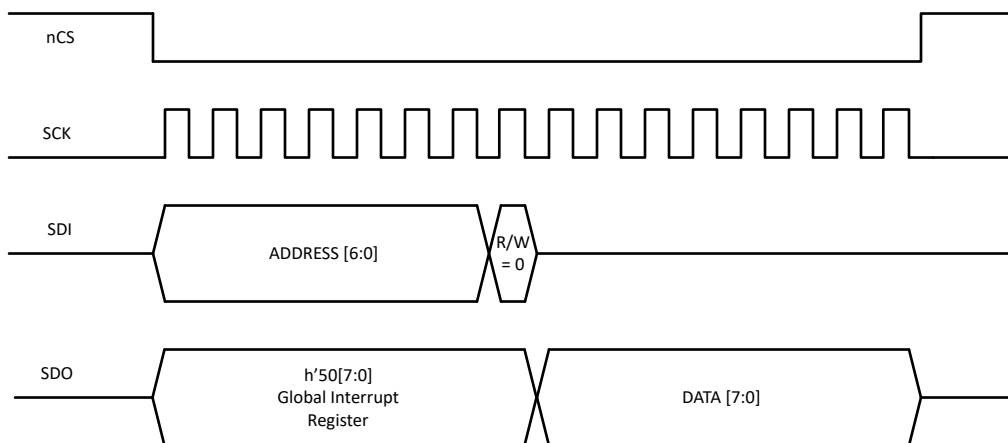 nCS
SCK
SDI
ADDRESS [6:0]
R/W
= 0
SDO
h’50[7:0]
Global Interrupt
Register
DATA [7:0]